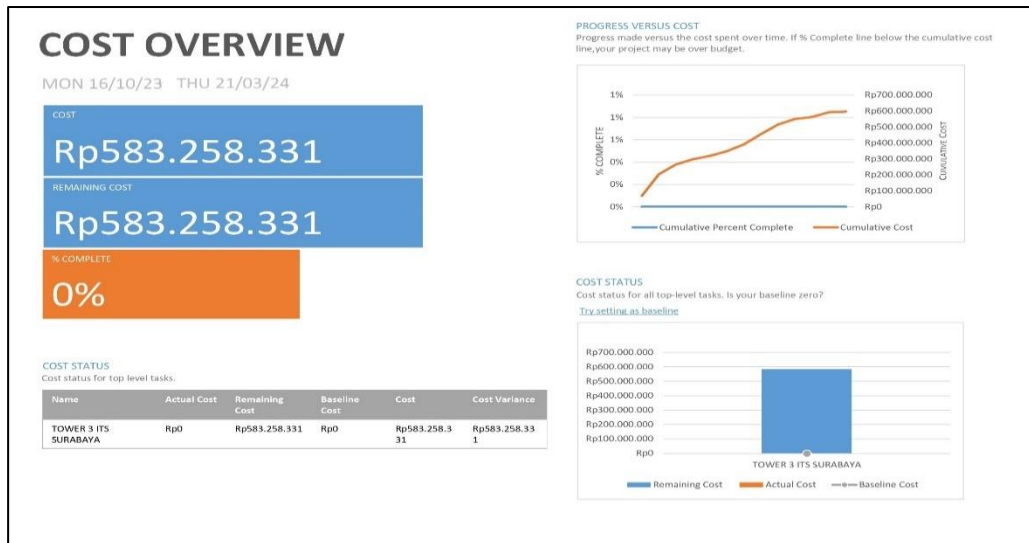 COST OVERVIEW
MON 16/10/23 THU 21/03/24
COST
Rp583.258.331
REMAINING COST
Rp583.258.331
% COMPLETE
0%
COST STATUS
Cost status for top level tasks.
Name Actual Cost Remaining Cost Baseline Cost Cost Cost Variance
TOWER 3 ITS SURABAYA Rp0 Rp583.258.331 Rp0 Rp583.258.331 Rp583.258.331
PROGRESS VERSUS COST
Progress made versus the cost spent over time. If % Complete line below the cumulative cost
line,your project may be over budget.
% COMPLETE
1%
1%
1%
0%
0%
0%
Rp700.000.000
Rp600.000.000
Rp500.000.000
Rp400.000.000
Rp300.000.000
Rp200.000.000
Rp100.000.000
Rp0
CUMULATIVE COST
Cumulative Percent Complete Cumulative Cost
COST STATUS
Cost status for all top-level tasks. Is your baseline zero?
Try setting as baseline
Rp700.000.000
Rp600.000.000
Rp500.000.000
Rp400.000.000
Rp300.000.000
Rp200.000.000
Rp100.000.000
Rp0
TOWER 3 ITS SURABAYA
Remaining Cost Actual Cost Baseline Cost